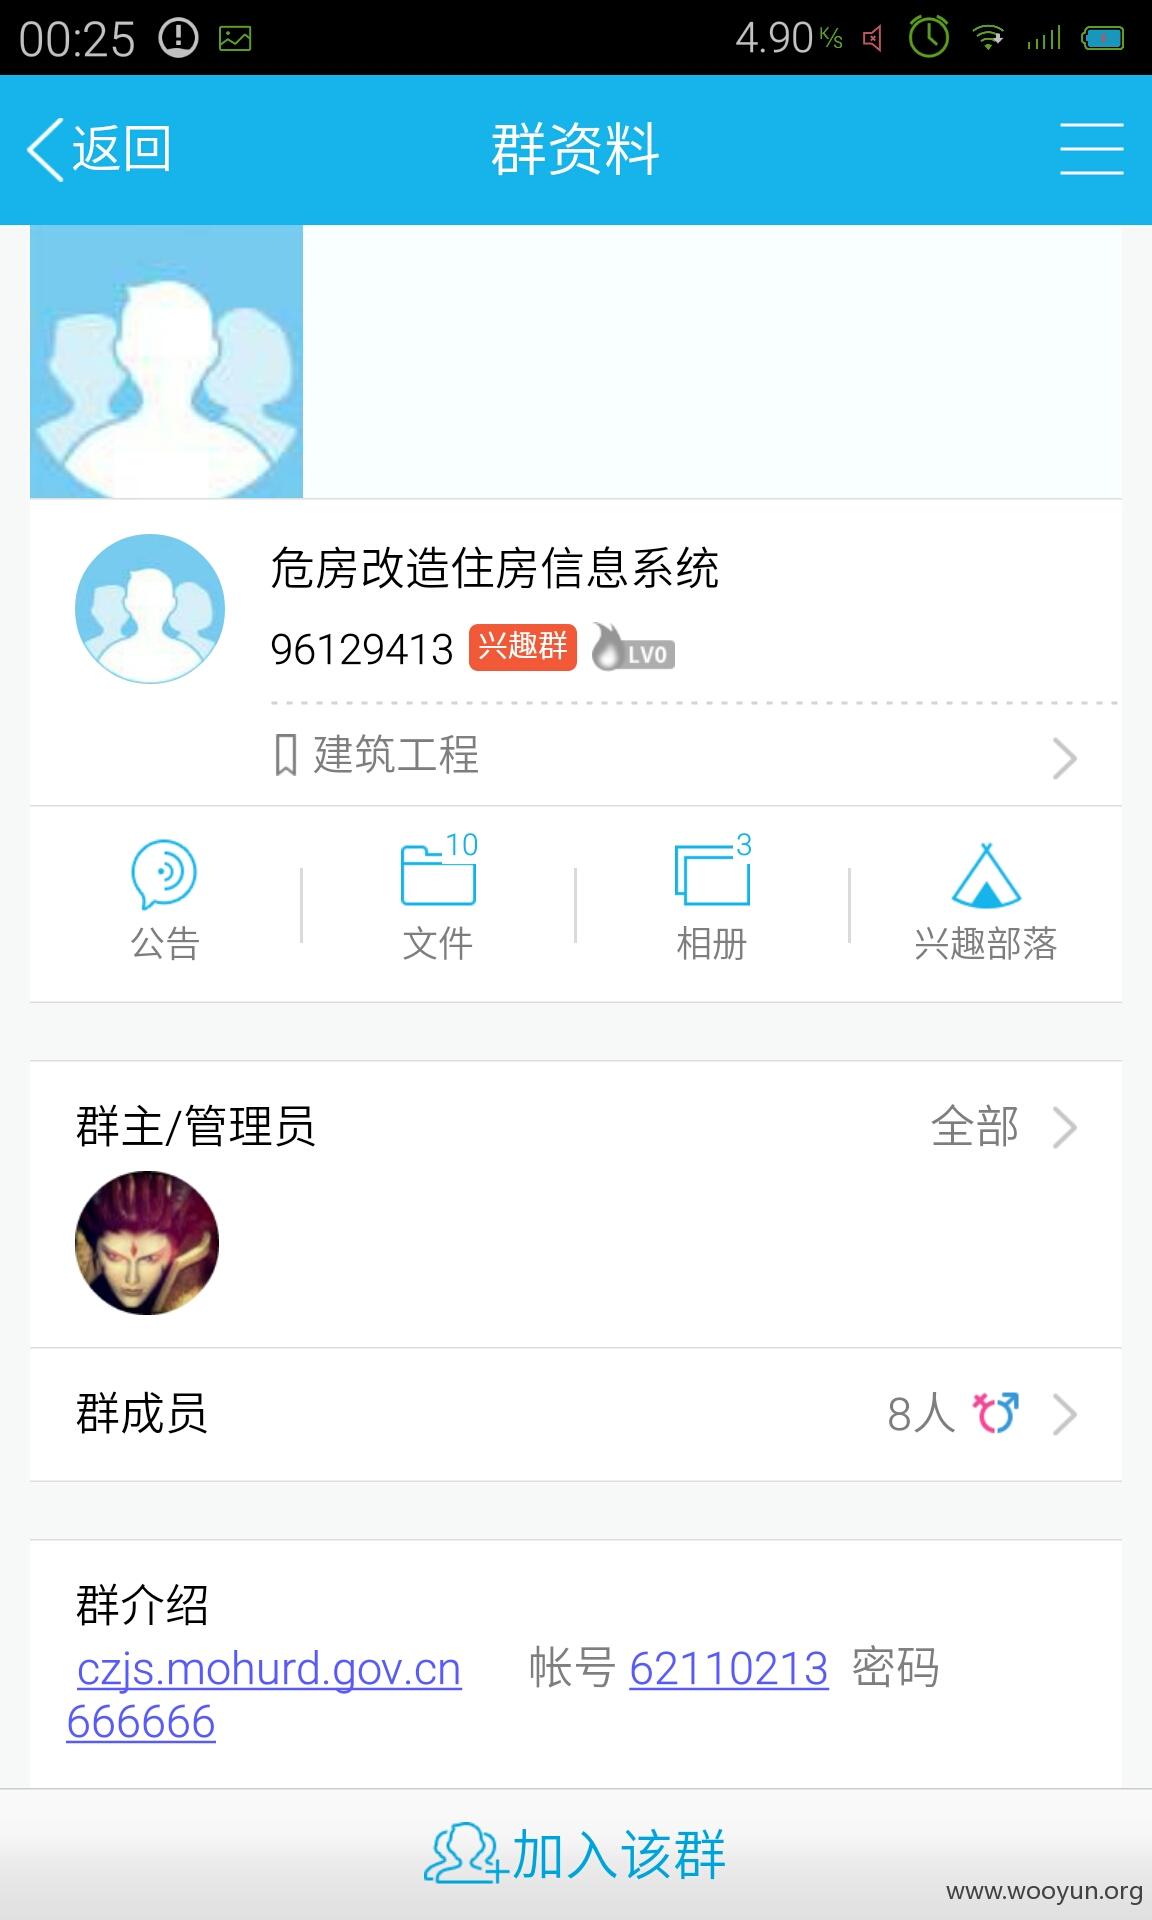 00:25 4.90 K/s
返回 群资料
危房改造住房信息系统
96129413 兴趣群 LV0
建筑工程
10 3
公告 文件 相册 兴趣部落
群主/管理员 全部
群成员 8人
群介绍
czjs.mohurd.gov.cn 帐号 62110213 密码
666666
加入该群
www.wooyun.org